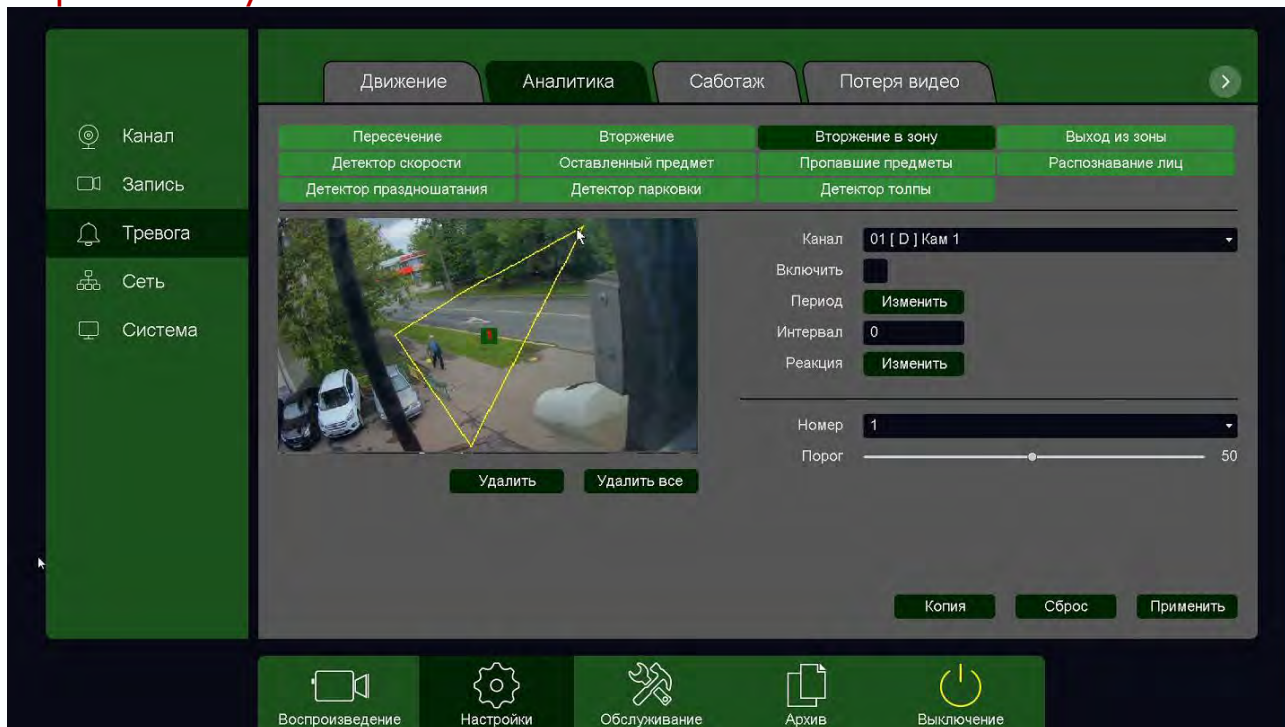 Движение Аналитика Саботаж Потеря видео
Канал
Запись
Тревога
Сеть
Система
Пересечение Вторжение Вторжение в зону Выход из зоны
Детектор скорости Оставленный предмет Пропавшие предметы Распознавание лиц
Детектор праздношатания Детектор парковки Детектор толпы
Канал 01 [ D ] Кам 1
Включить
Период Изменить
Интервал 0
Реакция Изменить
Номер 1
Порог 50
Удалить Удалить все
Копия Сброс Применить
Воспроизведение Настройки Обслуживание Архив Выключение